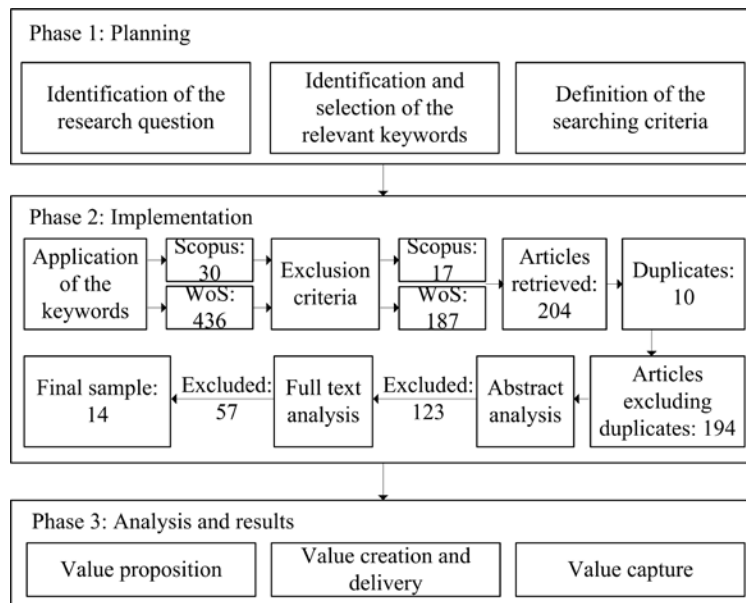 Phase 1: Planning
Identification of the
research question
Identification and
selection of the
relevant keywords
Definition of the
searching criteria
Phase 2: Implementation
Application
of the
keywords
Scopus:
30
WoS:
436
Exclusion
criteria
Scopus:
17
WoS:
187
Articles
retrieved:
204
Duplicates:
10
Final sample:
14
Excluded:
57
Full text
analysis
Excluded:
123
Abstract
analysis
Articles
excluding
duplicates: 194
Phase 3: Analysis and results
Value proposition
Value creation and
delivery
Value capture